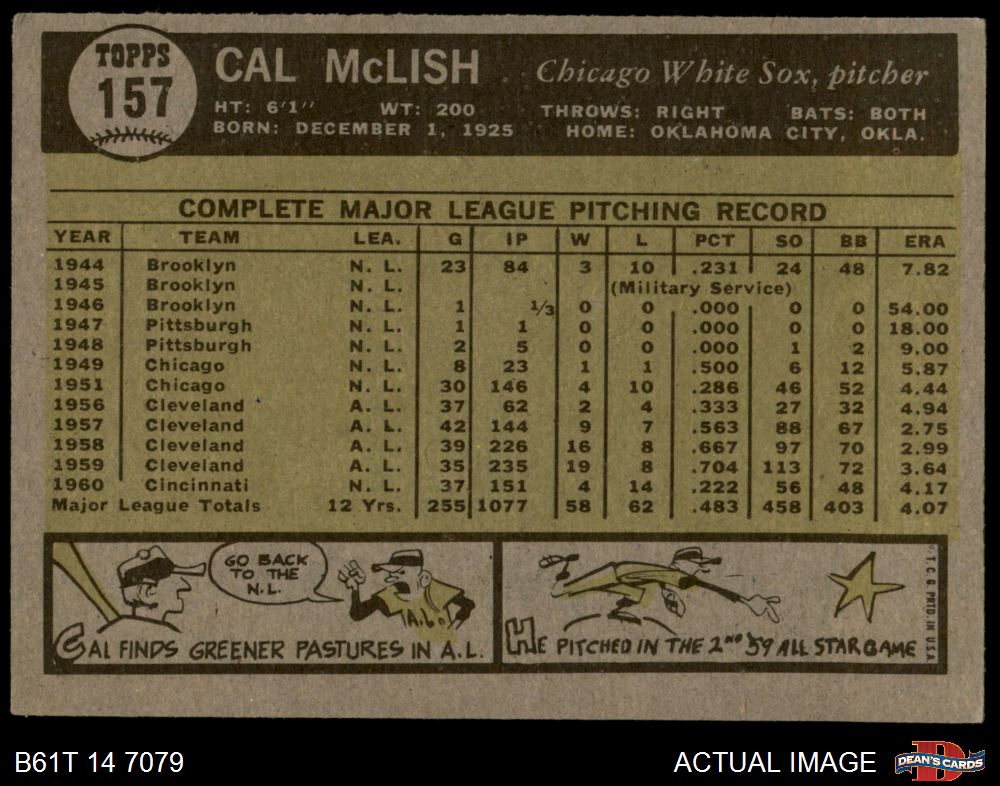 TOPPS
157
CAL McLISH Chicago White Sox, pitcher
HT: 6'1" WT: 200 THROWS: RIGHT BATS: BOTH
BORN: DECEMBER 1, 1925 HOME: OKLAHOMA CITY, OKLA.
COMPLETE MAJOR LEAGUE PITCHING RECORD
YEAR TEAM LEA. G IP W L PCT SO BB ERA
1944 Brooklyn N. L. 23 84 3 10 .231 24 48 7.82
1945 Brooklyn N. L. (Military Service)
1946 Brooklyn N. L. 1 1/3 0 0 .000 0 0 54.00
1947 Pittsburgh N. L. 1 1 0 0 .000 0 0 18.00
1948 Pittsburgh N. L. 2 5 0 0 .000 1 2 9.00
1949 Chicago N. L. 8 23 1 1 .500 6 12 5.87
1951 Chicago N. L. 30 146 4 10 .286 46 52 4.44
1956 Cleveland A. L. 37 62 2 4 .333 27 32 4.94
1957 Cleveland A. L. 42 144 9 7 .563 88 67 2.75
1958 Cleveland A. L. 39 226 16 8 .667 97 70 2.99
1959 Cleveland A. L. 35 235 19 8 .704 113 72 3.64
1960 Cincinnati N. L. 37 151 4 14 .222 56 48 4.17
Major League Totals 12 Yrs. 255 1077 58 62 .483 458 403 4.07
GO BACK
TO THE
N.L.
A.L.
CAL FINDS GREENER PASTURES IN A.L.
HE PITCHED IN THE 2ND '59 ALL STAR GAME
T.C.G. PRTD IN U.S.A.
B61T 14 7079 ACTUAL IMAGE
D
DEAN'S CARDS